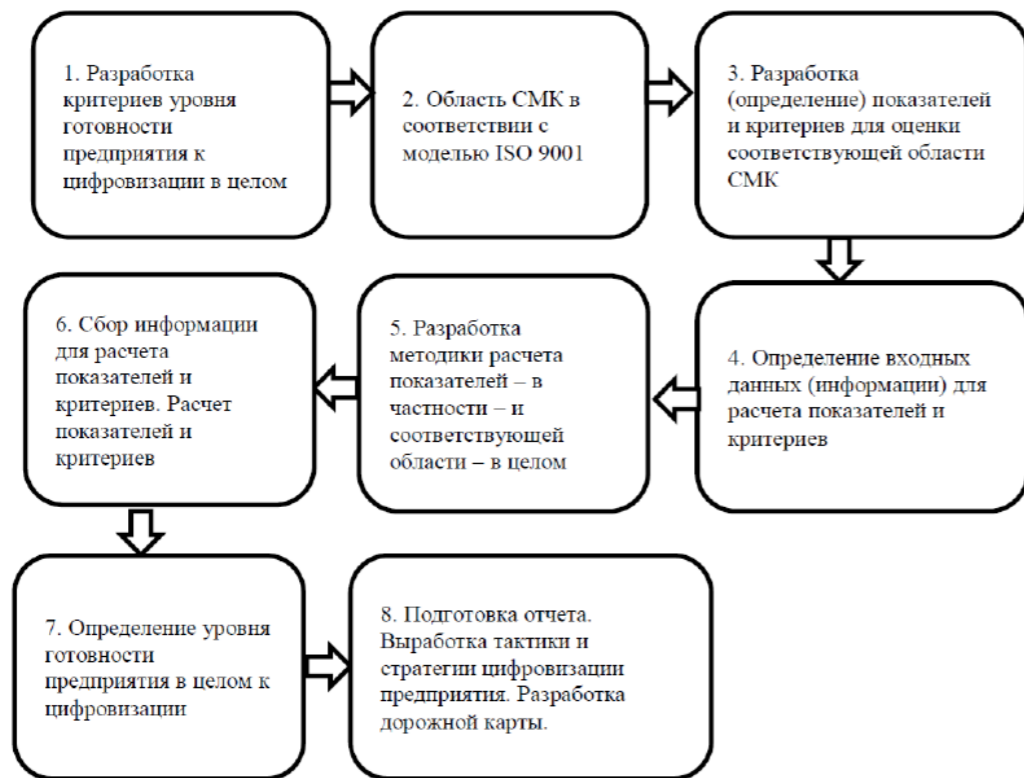 1. Разработка
критериев уровня
готовности
предприятия к
цифровизации в целом
2. Область СМК в
соответствии с
моделью ISO 9001
3. Разработка
(определение) показателей
и критериев для оценки
соответствующей области
СМК
4. Определение входных
данных (информации) для
расчета показателей и
критериев
5. Разработка
методики расчета
показателей – в
частности – и
соответствующей
области – в целом
6. Сбор информации
для расчета
показателей и
критериев. Расчет
показателей и
критериев
7. Определение уровня
готовности
предприятия в целом к
цифровизации
8. Подготовка отчета.
Выработка тактики и
стратегии цифровизации
предприятия. Разработка
дорожной карты.